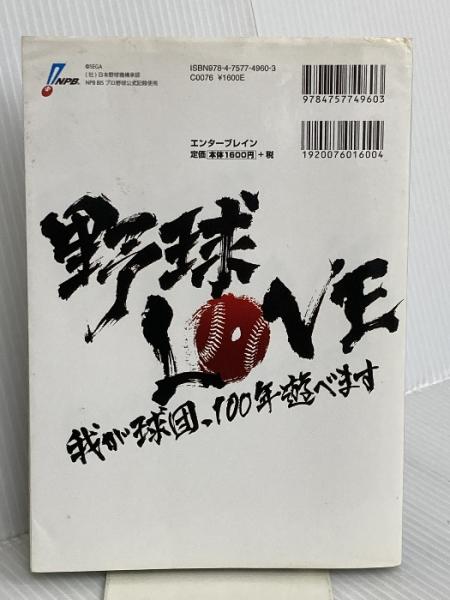 NPB
©SEGA
(社)日本野球機構承認
NPB BIS プロ野球公式記録使用
ISBN978-4-7577-4960-3
C0076 ¥1600E
エンターブレイン
定価 本体1600円 +税
9784757749603
1920076016004
野球
LOVE
我が球団、100年遊べます